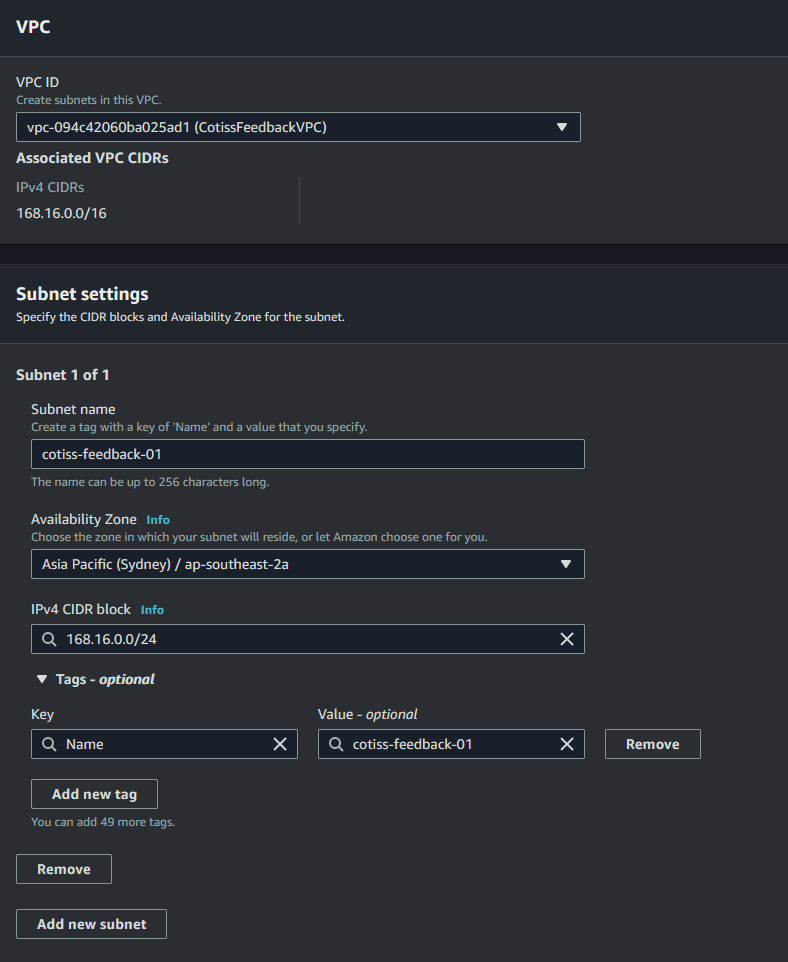 VPC
VPC ID
Create subnets in this VPC.
vpc-094c42060ba025ad1 (CotissFeedbackVPC)
Associated VPC CIDRs
IPv4 CIDRs
168.16.0.0/16
Subnet settings
Specify the CIDR blocks and Availability Zone for the subnet.
Subnet 1 of 1
Subnet name
Create a tag with a key of 'Name' and a value that you specify.
cotiss-feedback-01
The name can be up to 256 characters long.
Availability Zone Info
Choose the zone in which your subnet will reside, or let Amazon choose one for you.
Asia Pacific (Sydney) / ap-southeast-2a
IPv4 CIDR block Info
168.16.0.0/24
Tags - optional
Key Value - optional
Name cotiss-feedback-01 Remove
Add new tag
You can add 49 more tags.
Remove
Add new subnet